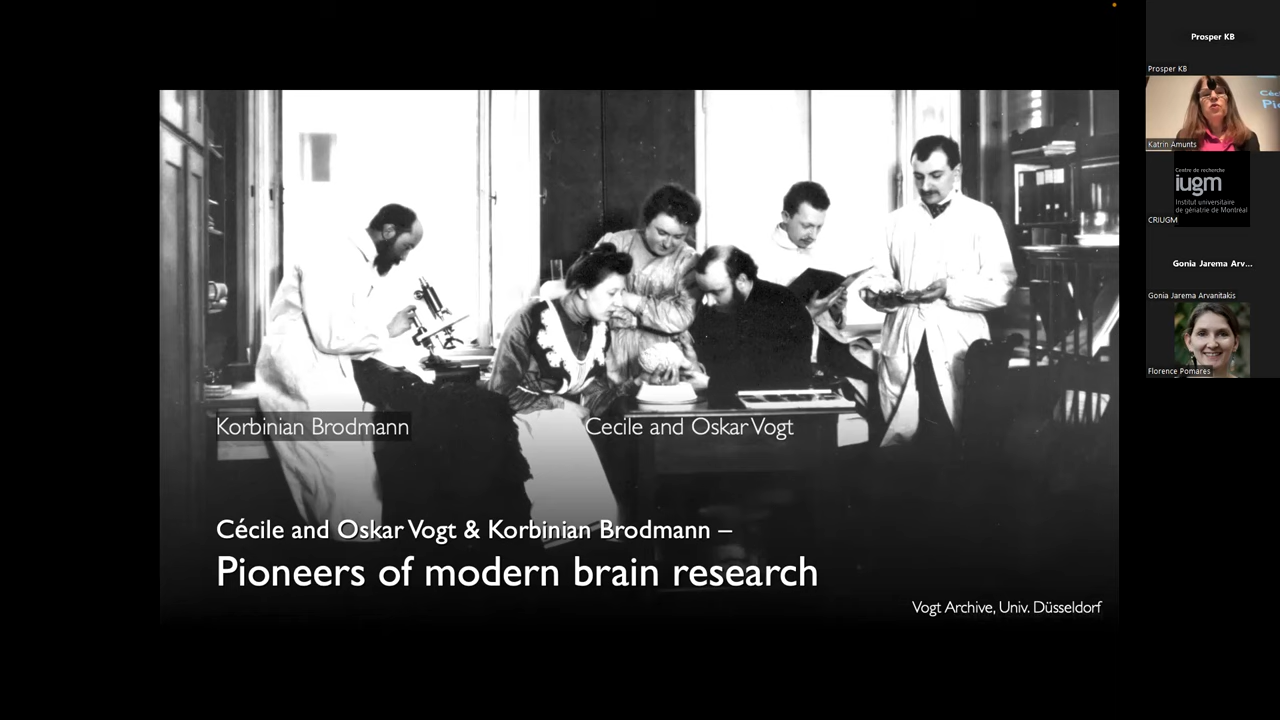 Korbinian Brodmann
Cecile and Oskar Vogt
Cécile and Oskar Vogt & Korbinian Brodmann –
Pioneers of modern brain research
Vogt Archive, Univ. Düsseldorf
Prosper KB
Prosper KB
Katrin Amunts
Centre de recherche
iugm
Institut universitaire
de gériatrie de Montréal
CRIUGM
Gonia Jarema Arv...
Gonia Jarema Arvanitakis
Florence Pomares